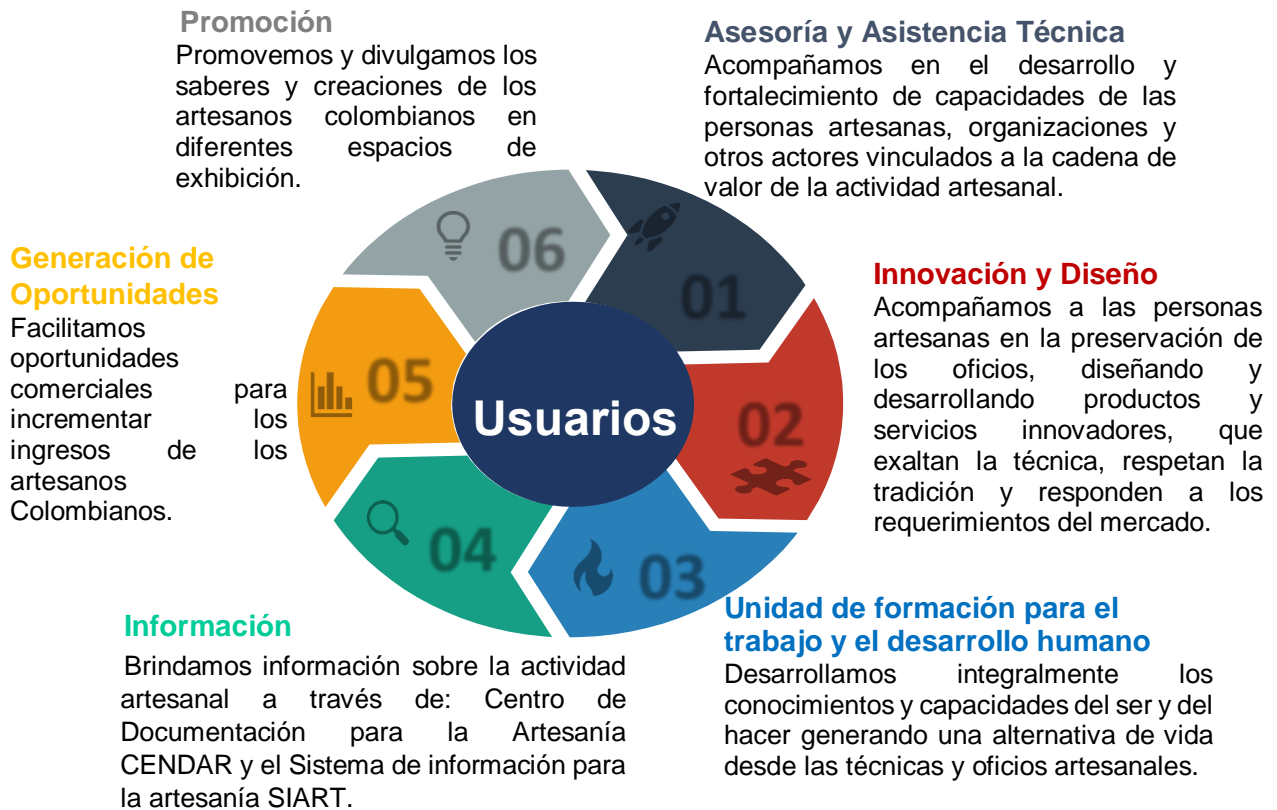 Promoción
Promovemos y divulgamos los
saberes y creaciones de los
artesanos colombianos en
diferentes espacios de
exhibición.
Asesoría y Asistencia Técnica
Acompañamos en el desarrollo y
fortalecimiento de capacidades de las
personas artesanas, organizaciones y
otros actores vinculados a la cadena de
valor de la actividad artesanal.
Generación de
Oportunidades
Facilitamos
oportunidades
comerciales para
incrementar los
ingresos de los
artesanos
Colombianos.
Innovación y Diseño
Acompañamos a las personas
artesanas en la preservación de
los oficios, diseñando y
desarrollando productos y
servicios innovadores, que
exaltan la técnica, respetan la
tradición y responden a los
requerimientos del mercado.
06
01
05
Usuarios
02
04
03
Información
Brindamos información sobre la actividad
artesanal a través de: Centro de
Documentación para la Artesanía
CENDAR y el Sistema de información para
la artesanía SIART.
Unidad de formación para el
trabajo y el desarrollo humano
Desarrollamos integralmente los
conocimientos y capacidades del ser y del
hacer generando una alternativa de vida
desde las técnicas y oficios artesanales.